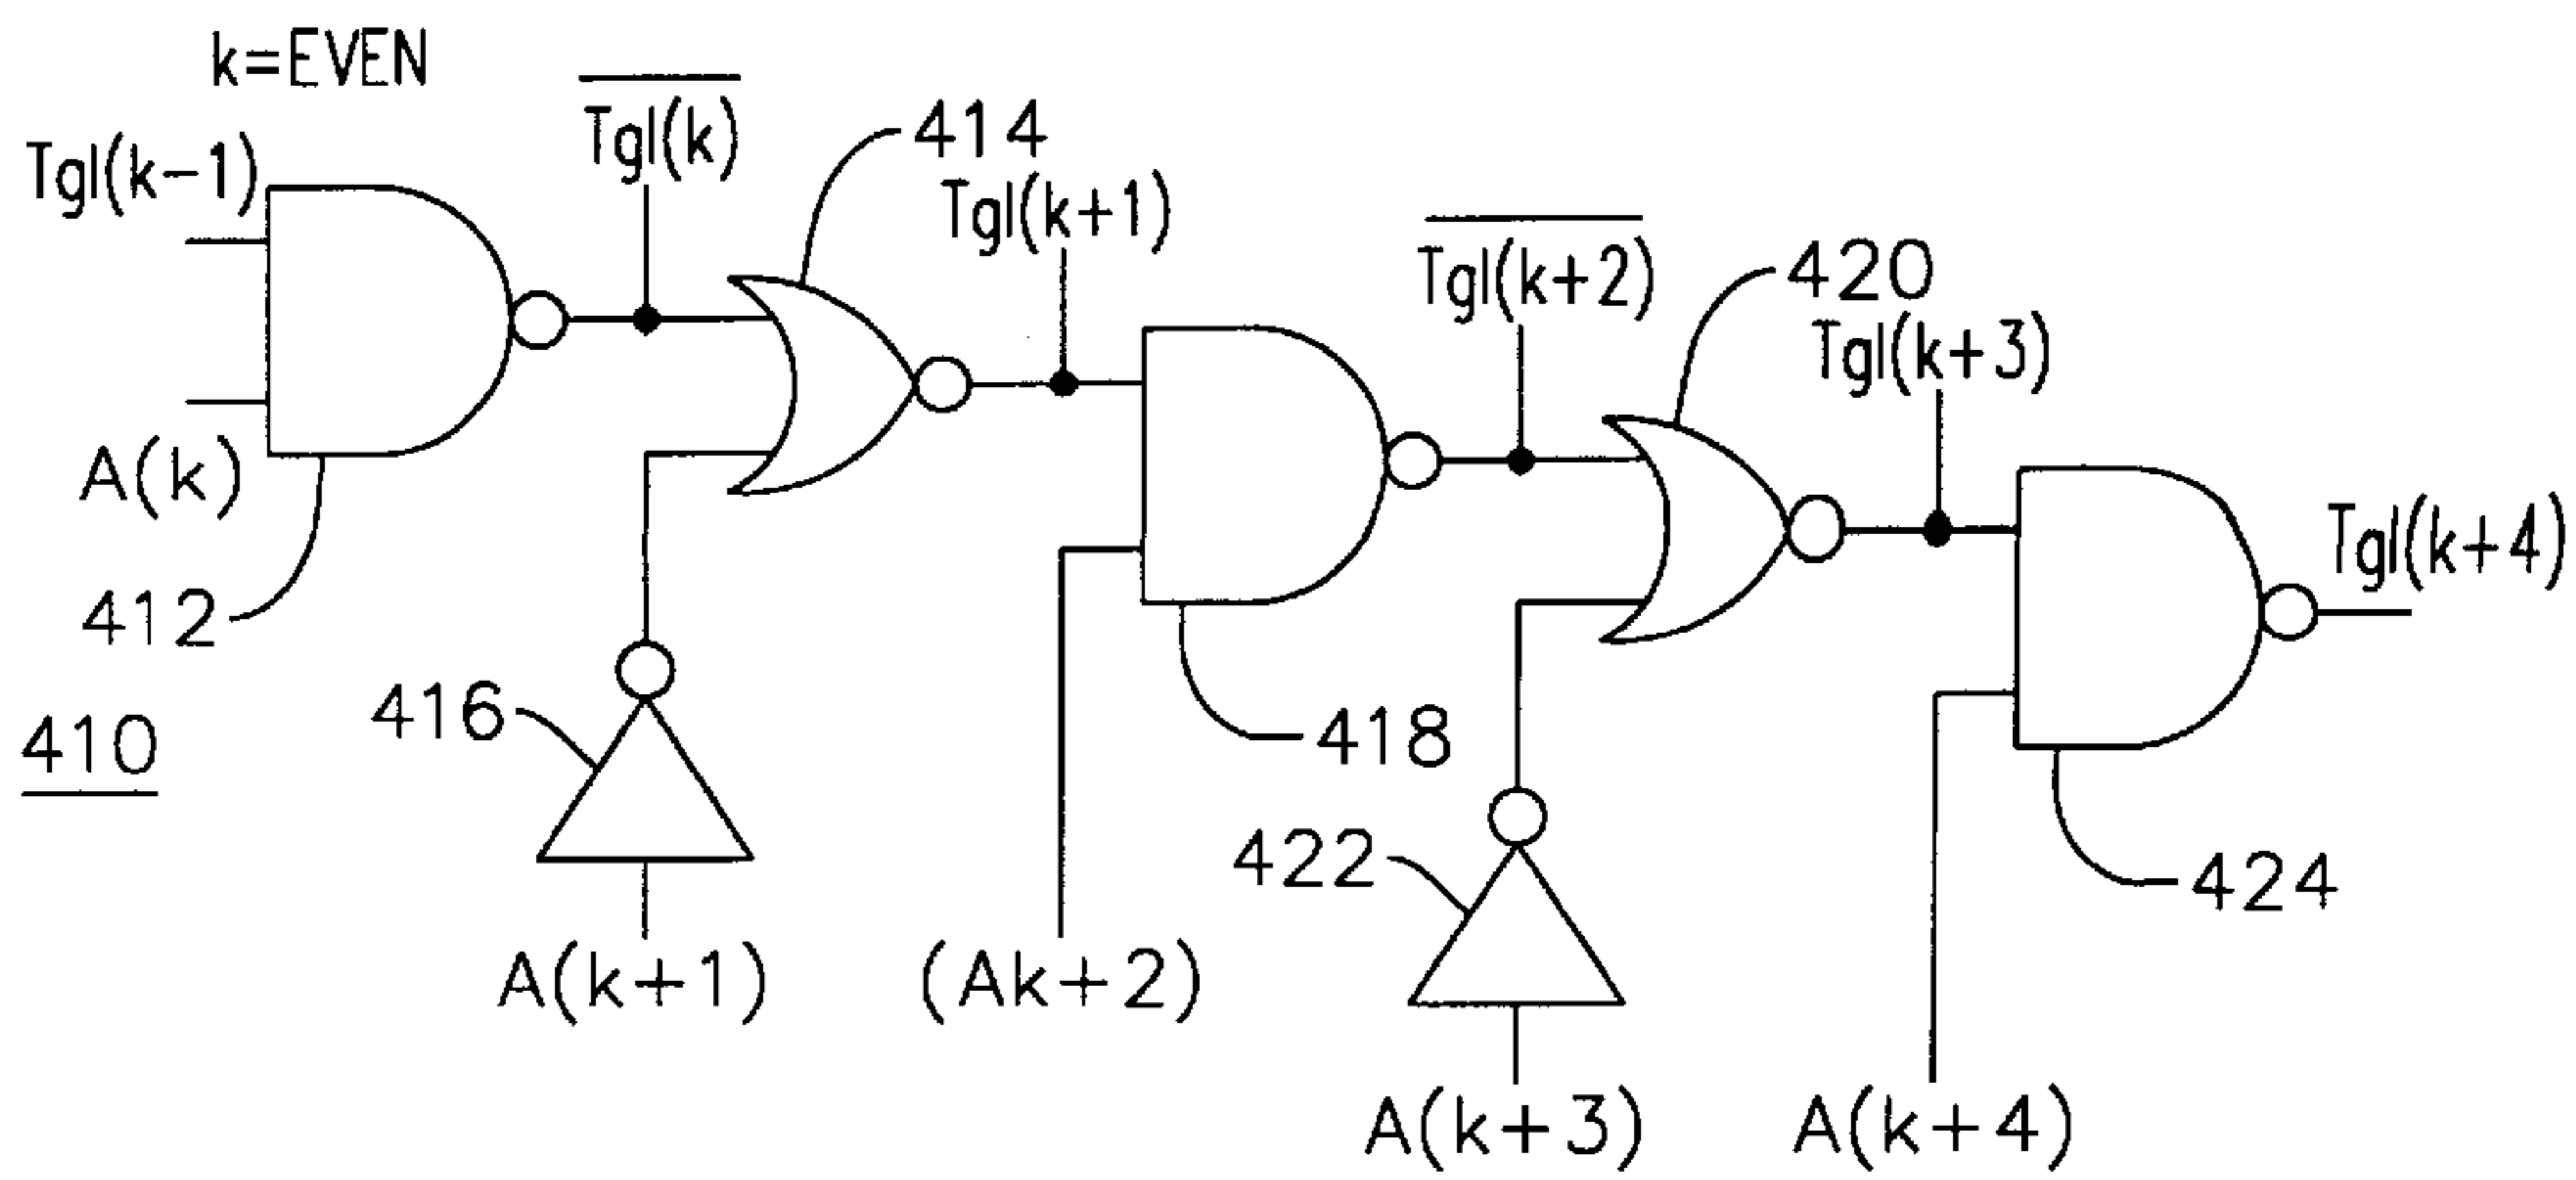 k=EVEN
Tgl(k)
414
Tgl(k-1)
Tgl(k+1)
Tgl(k+2)
420
Tgl(k+3)
A(k)
Tgl(k+4)
412
416
410
418
422
424
A(k+1)
(Ak+2)
A(k+3)
A(k+4)